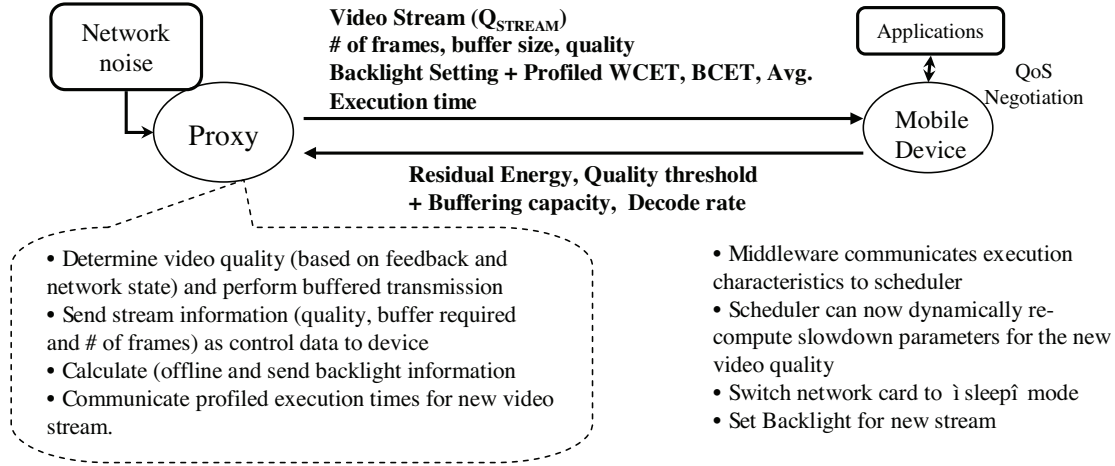 Network
noise
Proxy
Video Stream (QSTREAM)
# of frames, buffer size, quality
Backlight Setting + Profiled WCET, BCET, Avg.
Execution time
Residual Energy, Quality threshold
+ Buffering capacity, Decode rate
Applications
QoS
Negotiation
Mobile
Device
• Determine video quality (based on feedback and
network state) and perform buffered transmission
• Send stream information (quality, buffer required
and # of frames) as control data to device
• Calculate (offline and send backlight information
• Communicate profiled execution times for new video
stream.
• Middleware communicates execution
characteristics to scheduler
• Scheduler can now dynamically re-
compute slowdown parameters for the new
video quality
• Switch network card to ì sleepî mode
• Set Backlight for new stream